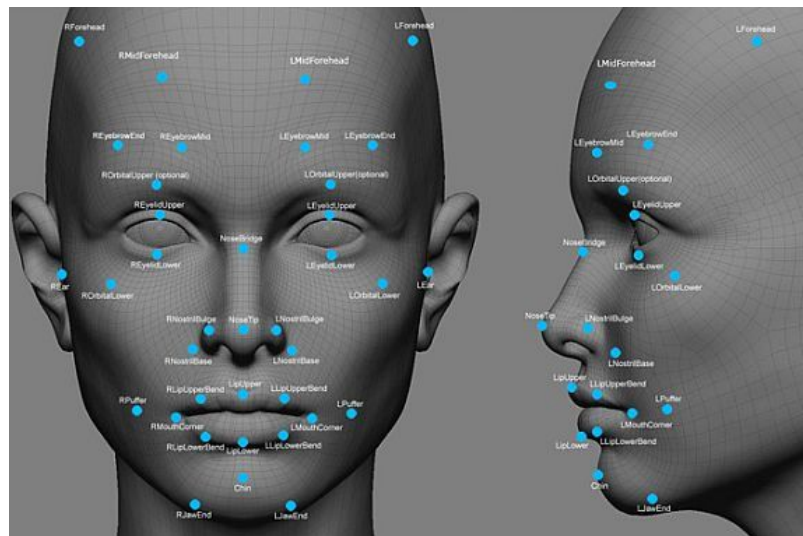 RForehead
LForehead
RMidForehead
LMidForehead
REyebrowEnd
REyebrowMid
LEyebrowMid
LEyebrowEnd
ROrbitalUpper (optional)
LOrbitalUpper(optional)
REyelidUpper
LEyelidUpper
NoseBridge
REyelidLower
LEyelidLower
REar
ROrbitalLower
LOrbitalLower
LEar
RNostrilBulge
NoseTip
LNostrilBulge
RNostrilBase
LNostrilBase
RLipUpperBend
LipUpper
LLipUpperBend
RPuffer
LPuffer
RMouthCorner
LMouthCorner
RLipLowerBend
LipLower
LLipLowerBend
Chin
RJawEnd
LJawEnd
LForehead
LMidForehead
LEyebrowMid
LEyebrowEnd
LOrbitalUpper(optional)
LEyelidUpper
NoseBridge
LEyelidLower
LOrbitalLower
NoseTip
LNostrilBulge
LNostrilBase
LipUpper
LLipUpperBend
LPuffer
LMouthCorner
LipLower
LLipLowerBend
Chin
LJawEnd